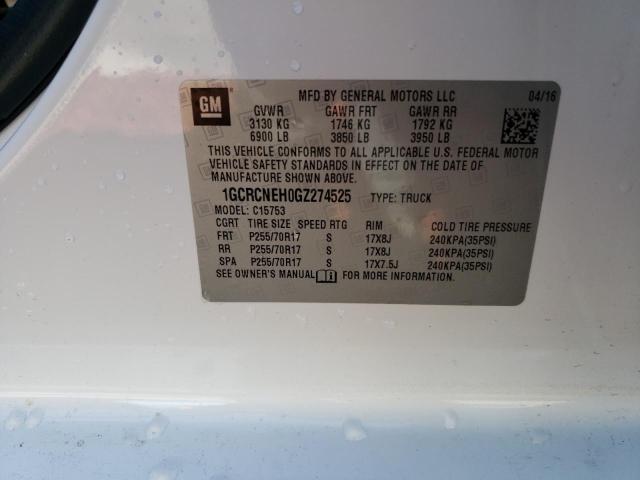 GM
MFD BY GENERAL MOTORS LLC 04/16
GVWR GAWR FRT GAWR RR
3130 KG 1746 KG 1792 KG
6900 LB 3850 LB 3950 LB
THIS VEHICLE CONFORMS TO ALL APPLICABLE U.S. FEDERAL MOTOR
VEHICLE SAFETY STANDARDS IN EFFECT ON THE DATE OF
MANUFACTURE SHOWN ABOVE.
1GCRCNEH0GZ274525 TYPE: TRUCK
MODEL: C15753
CGRT TIRE SIZE SPEED RTG RIM COLD TIRE PRESSURE
FRT P255/70R17 S 17X8J 240KPA(35PSI)
RR P255/70R17 S 17X8J 240KPA(35PSI)
SPA P255/70R17 S 17X7.5J 240KPA(35PSI)
SEE OWNER'S MANUAL FOR MORE INFORMATION.